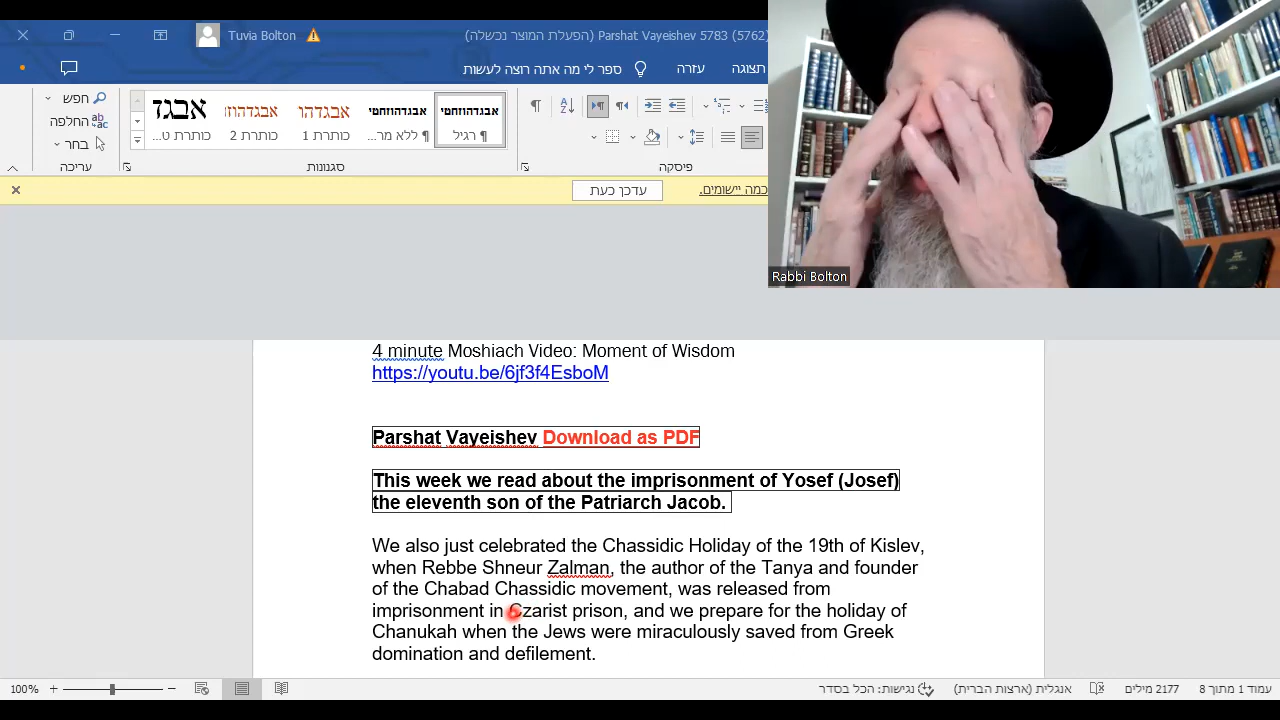 Tuvia Bolton
Parshat Vayeishev 5783 (5762) (הפעלת המוצר נכשלה)
תצוגה עזרה ספר לי מה אתה רוצה לעשות
חפש
החלפה
בחר
עריכה
אבגד אבגדהוזז אבגדהו אבגדהווזחטי אבגדהווזחטי
כותרת ט... כותרת 2 כותרת 1 ¶ ללא מר... ¶ רגיל
סגנונות
פיסקה
כמה יישומים.
עדכן כעת
Rabbi Bolton
4 minute Moshiach Video: Moment of Wisdom
https://youtu.be/6jf3f4EsboM
Parshat Vayeishev Download as PDF
This week we read about the imprisonment of Yosef (Josef)
the eleventh son of the Patriarch Jacob.
We also just celebrated the Chassidic Holiday of the 19th of Kislev,
when Rebbe Shneur Zalman, the author of the Tanya and founder
of the Chabad Chassidic movement, was released from
imprisonment in Czarist prison, and we prepare for the holiday of
Chanukah when the Jews were miraculously saved from Greek
domination and defilement.
100%
נגישות: הכל בסדר
אנגלית (ארצות הברית)
2177 מילים
עמוד 1 מתוך 8